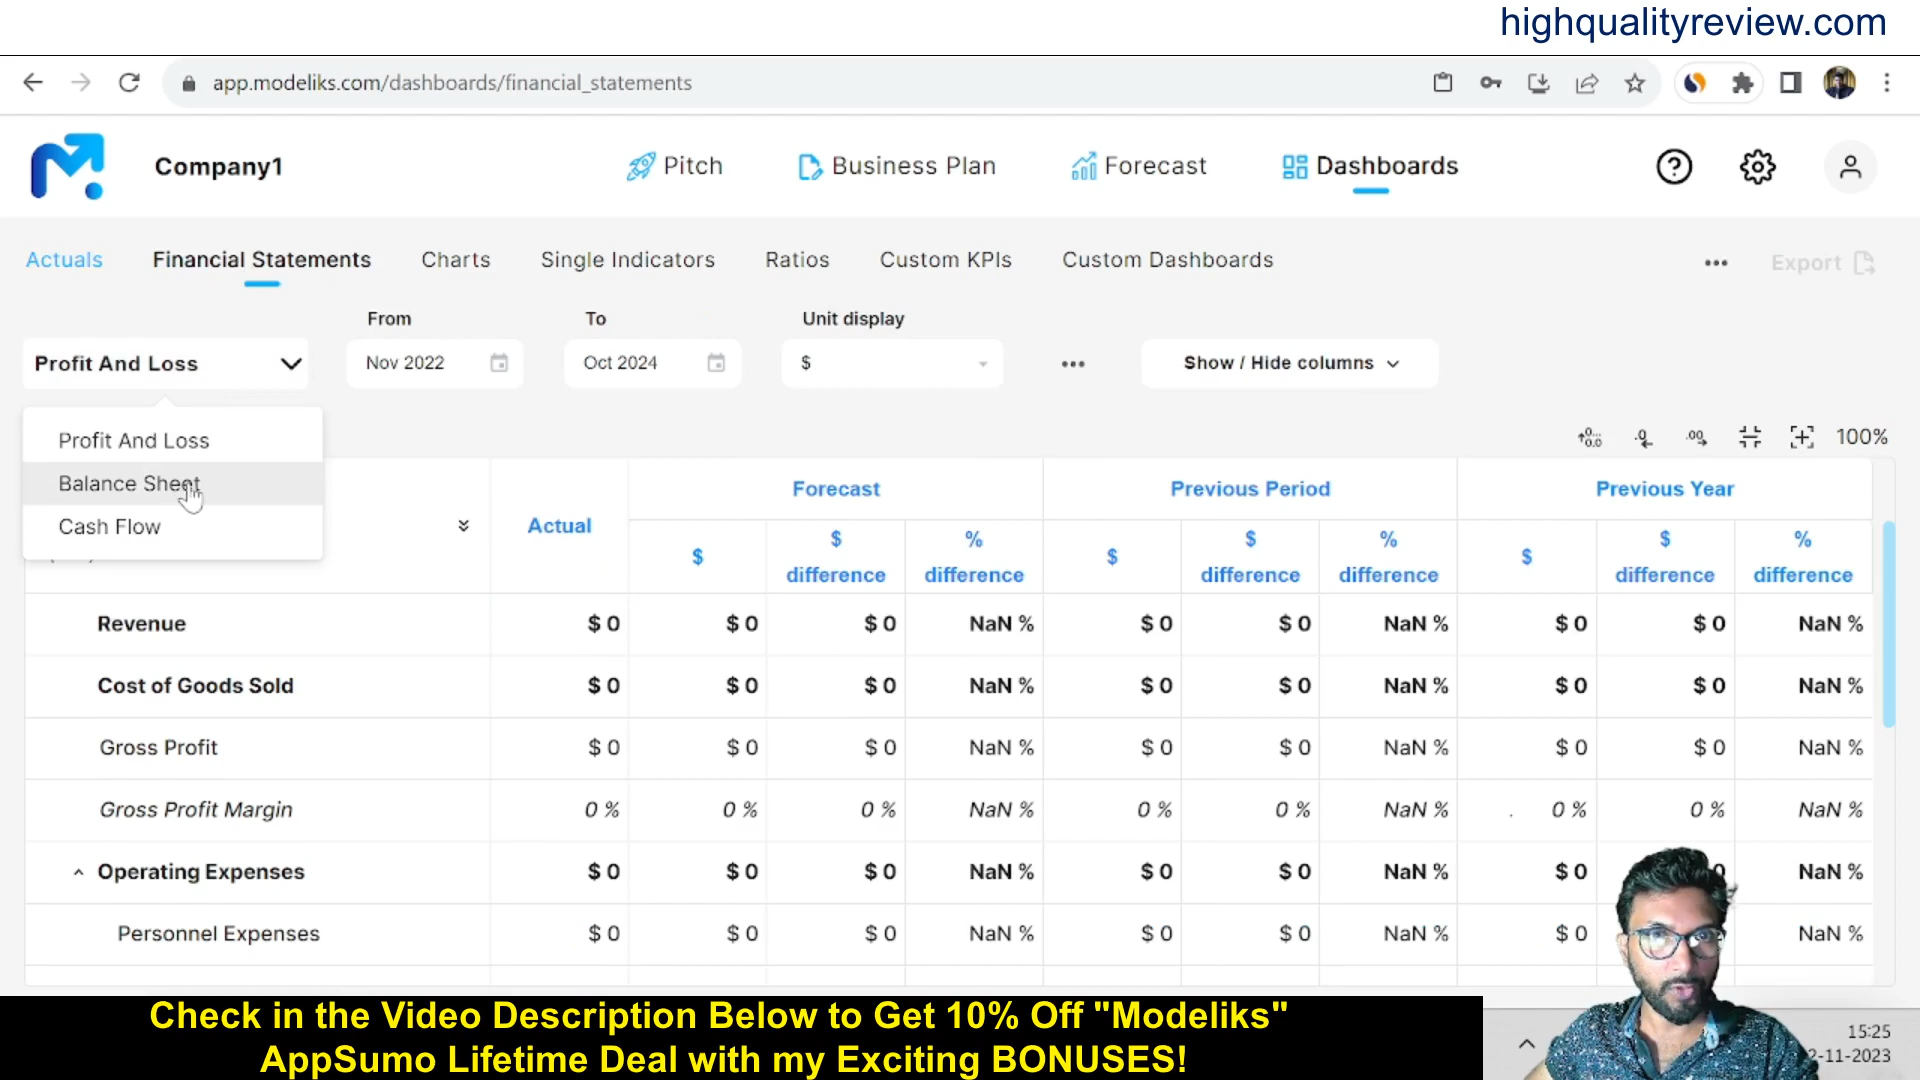 highqualityreview.com
app.modeliks.com/dashboards/financial_statements
Company1
Pitch
Business Plan
Forecast
Dashboards
Actuals
Financial Statements
Charts
Single Indicators
Ratios
Custom KPIs
Custom Dashboards
Export
From
To
Unit display
Profit And Loss
Nov 2022
Oct 2024
$
Show / Hide columns
Profit And Loss
Balance Sheet
Cash Flow
100%
Actual
Forecast
Previous Period
Previous Year
$ $ difference % difference $ $ difference % difference $ $ difference % difference
Revenue $ 0 $ 0 $ 0 NaN % $ 0 $ 0 NaN % $ 0 $ 0 NaN %
Cost of Goods Sold $ 0 $ 0 $ 0 NaN % $ 0 $ 0 NaN % $ 0 $ 0 NaN %
Gross Profit $ 0 $ 0 $ 0 NaN % $ 0 $ 0 NaN % $ 0 $ 0 NaN %
Gross Profit Margin 0 % 0 % 0 % NaN % 0 % 0 % NaN % 0 % 0 % NaN %
Operating Expenses $ 0 $ 0 $ 0 NaN % $ 0 $ 0 NaN % $ 0 0 NaN %
Personnel Expenses $ 0 $ 0 $ 0 NaN % $ 0 $ 0 NaN % $ 0 NaN %
Check in the Video Description Below to Get 10% Off "Modeliks"
AppSumo Lifetime Deal with my Exciting BONUSES!
15:25
2-11-2023